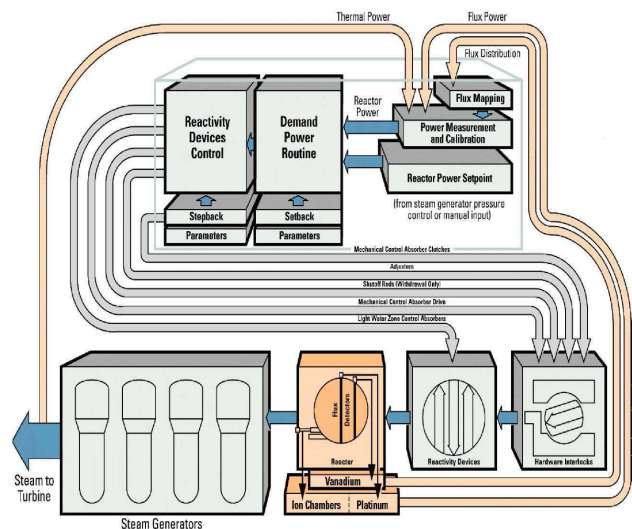 Thermal Power
Flux Power
Flux Distribution
Flux Mapping
Reactor
Power
Power Measurement
and Calibration
Reactivity
Devices
Control
Demand
Power
Routine
Reactor Power Setpoint
(from steam generator pressure
control or manual input)
Stepback
Parameters
Setback
Parameters
Mechanical Control Absorber Clutches
Adjusters
Shutoff Rods (Withdrawal Only)
Mechanical Control Absorber Drive
Light Water Zone Control Absorbers
Flux
Detectors
Reactor
Reactivity Devices
Hardware Interlocks
Vanadium
Ion Chambers
Platinum
Steam to
Turbine
Steam Generators